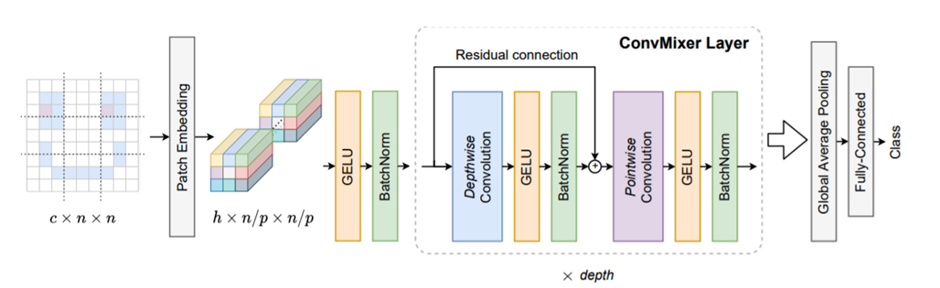 c × n × n
Patch Embedding
h × n/p × n/p
GELU
BatchNorm
ConvMixer Layer
Residual connection
Depthwise
Convolution
GELU
BatchNorm
+
Pointwise
Convolution
GELU
BatchNorm
× depth
Global Average Pooling
Fully-Connected
Class